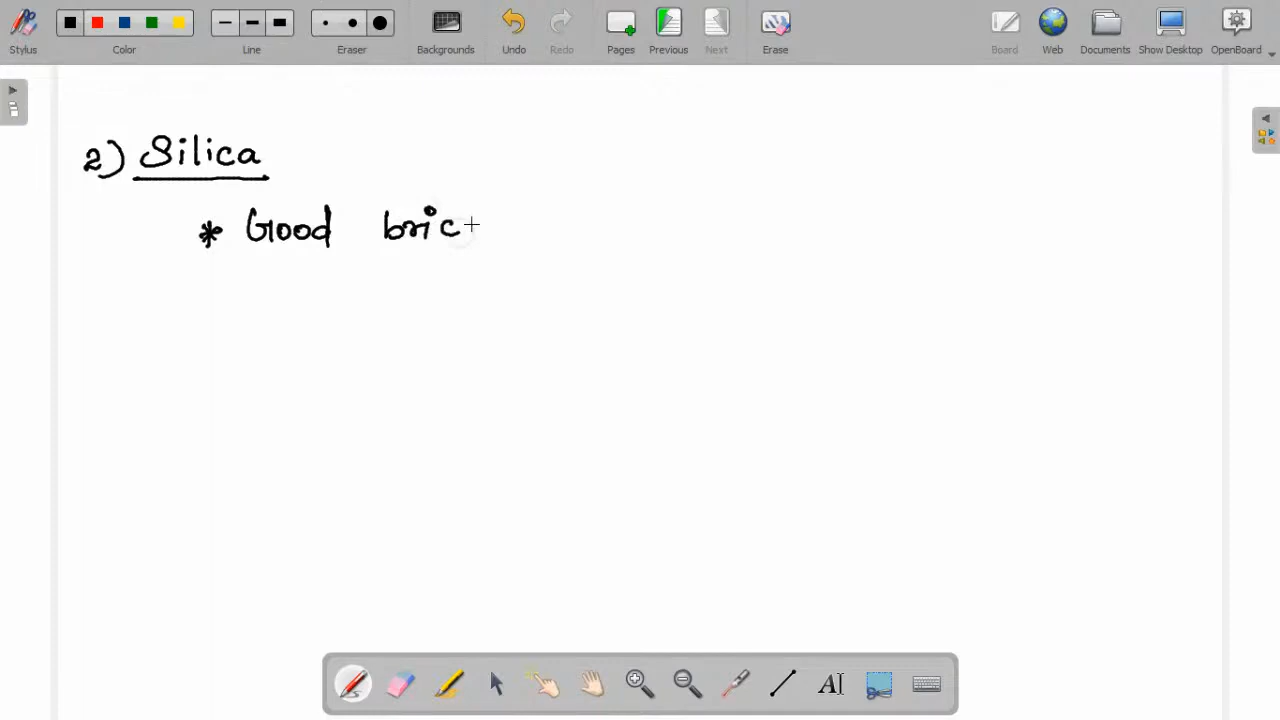 Stylus
Color
Line
Eraser
Backgrounds
Undo
Redo
Pages
Previous
Next
Erase
Board
Web
Documents
Show Desktop
OpenBoard
2) Silica
* Good bric
AI